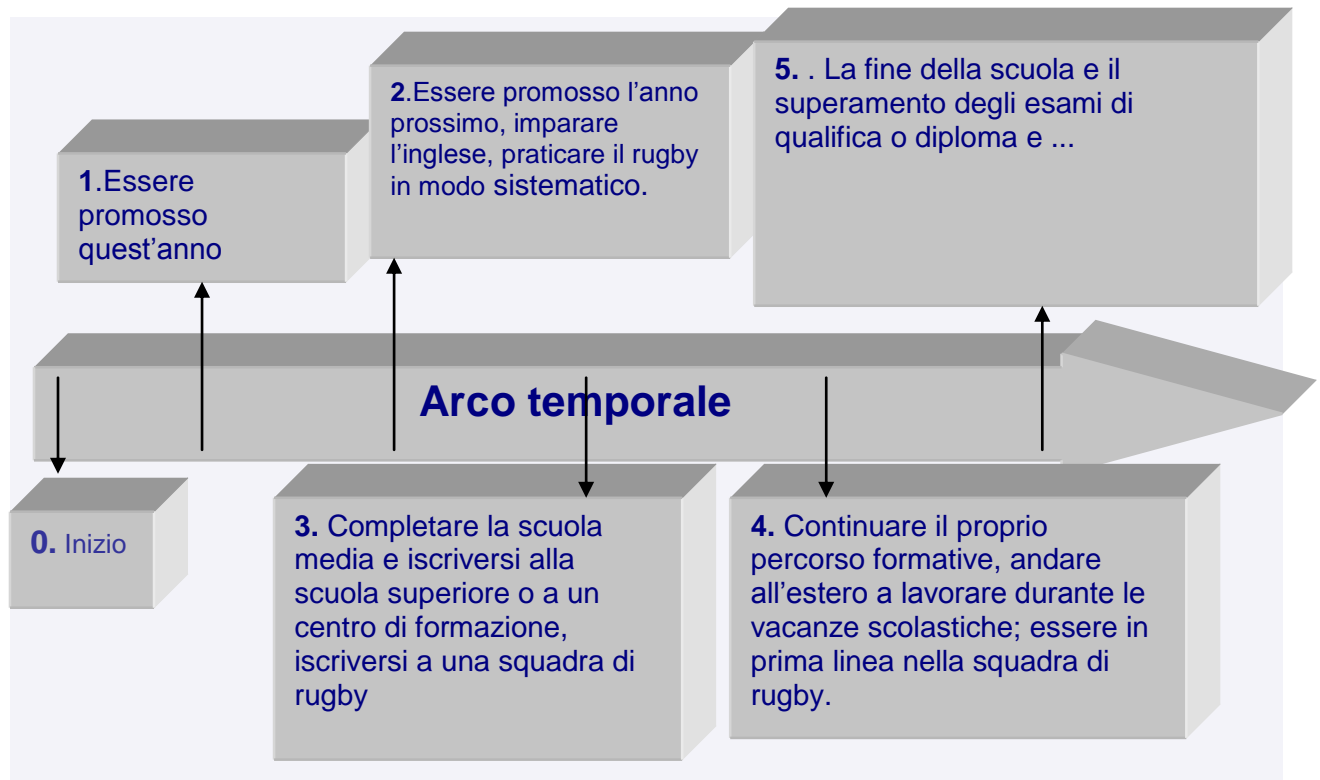 1.Essere
promosso
quest’anno
2.Essere promosso l’anno
prossimo, imparare
l’inglese, praticare il rugby
in modo sistematico.
5. . La fine della scuola e il
superamento degli esami di
qualifica o diploma e ...
Arco temporale
0. Inizio
3. Completare la scuola
media e iscriversi alla
scuola superiore o a un
centro di formazione,
iscriversi a una squadra di
rugby
4. Continuare il proprio
percorso formative, andare
all’estero a lavorare durante le
vacanze scolastiche; essere in
prima linea nella squadra di
rugby.